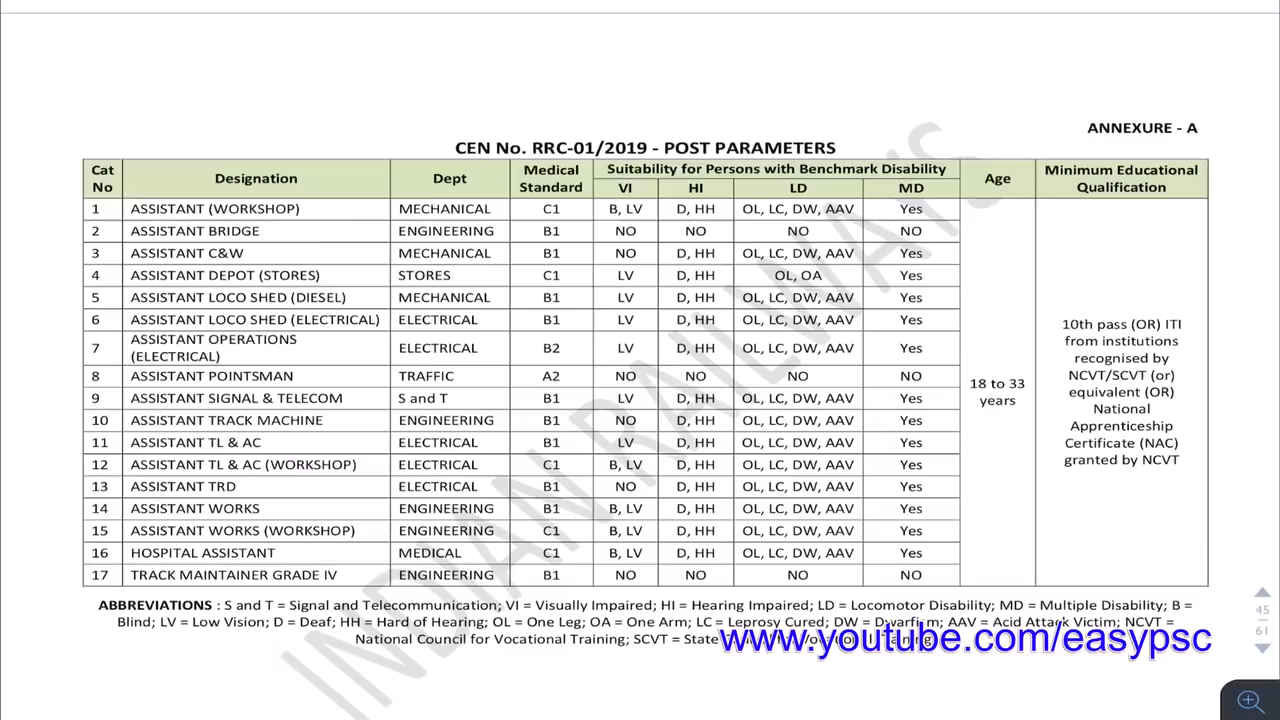 ANNEXURE - A
CEN No. RRC-01/2019 - POST PARAMETERS
Cat No Designation Dept Medical Standard Suitability for Persons with Benchmark Disability Age Minimum Educational Qualification
VI HI LD MD
1 ASSISTANT (WORKSHOP) MECHANICAL C1 B, LV D, HH OL, LC, DW, AAV Yes
2 ASSISTANT BRIDGE ENGINEERING B1 NO NO NO NO
3 ASSISTANT C&W MECHANICAL B1 NO D, HH OL, LC, DW, AAV Yes
4 ASSISTANT DEPOT (STORES) STORES C1 LV D, HH OL, OA Yes
5 ASSISTANT LOCO SHED (DIESEL) MECHANICAL B1 LV D, HH OL, LC, DW, AAV Yes
6 ASSISTANT LOCO SHED (ELECTRICAL) ELECTRICAL B1 LV D, HH OL, LC, DW, AAV Yes
7 ASSISTANT OPERATIONS (ELECTRICAL) ELECTRICAL B2 LV D, HH OL, LC, DW, AAV Yes
8 ASSISTANT POINTSMAN TRAFFIC A2 NO NO NO NO
9 ASSISTANT SIGNAL & TELECOM S and T B1 LV D, HH OL, LC, DW, AAV Yes
10 ASSISTANT TRACK MACHINE ENGINEERING B1 NO D, HH OL, LC, DW, AAV Yes
11 ASSISTANT TL & AC ELECTRICAL B1 LV D, HH OL, LC, DW, AAV Yes
12 ASSISTANT TL & AC (WORKSHOP) ELECTRICAL C1 B, LV D, HH OL, LC, DW, AAV Yes
13 ASSISTANT TRD ELECTRICAL B1 NO D, HH OL, LC, DW, AAV Yes
14 ASSISTANT WORKS ENGINEERING B1 B, LV D, HH OL, LC, DW, AAV Yes
15 ASSISTANT WORKS (WORKSHOP) ENGINEERING C1 B, LV D, HH OL, LC, DW, AAV Yes
16 HOSPITAL ASSISTANT MEDICAL C1 B, LV D, HH OL, LC, DW, AAV Yes
17 TRACK MAINTAINER GRADE IV ENGINEERING B1 NO NO NO NO
18 to 33
years
10th pass (OR) ITI
from institutions
recognised by
NCVT/SCVT (or)
equivalent (OR)
National
Apprenticeship
Certificate (NAC)
granted by NCVT
INDIAN RAILWAYS
ABBREVIATIONS : S and T = Signal and Telecommunication; VI = Visually Impaired; HI = Hearing Impaired; LD = Locomotor Disability; MD = Multiple Disability; B =
Blind; LV = Low Vision; D = Deaf; HH = Hard of Hearing; OL = One Leg; OA = One Arm; LC = Leprosy Cured; DW = AAV = Acid Attack Victim; NCVT =
National Council for Vocational Training; SCVT = State
www.youtube.com/easypsc
45
61